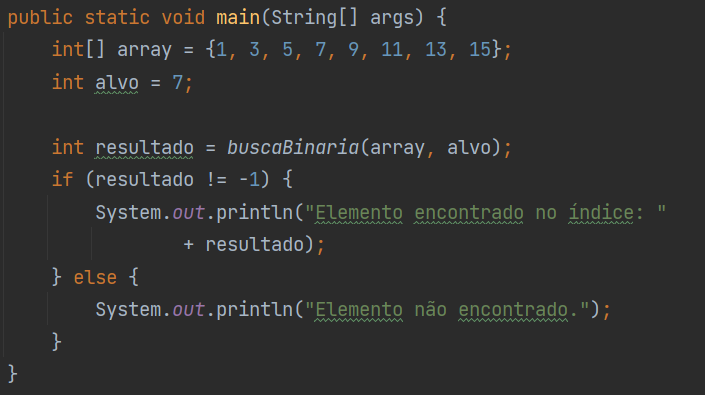 public static void main(String[] args) {
    int[] array = {1, 3, 5, 7, 9, 11, 13, 15};
    int alvo = 7;

    int resultado = buscaBinaria(array, alvo);
    if (resultado != -1) {
        System.out.println("Elemento encontrado no índice: "
                + resultado);
    } else {
        System.out.println("Elemento não encontrado.");
    }
}